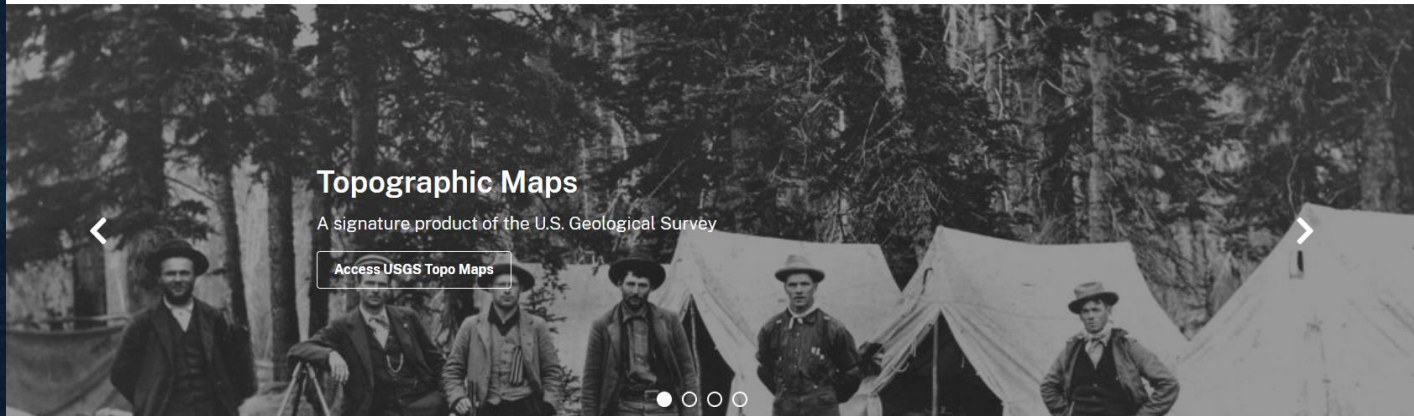 Topographic Maps
A signature product of the U.S. Geological Survey
Access USGS Topo Maps